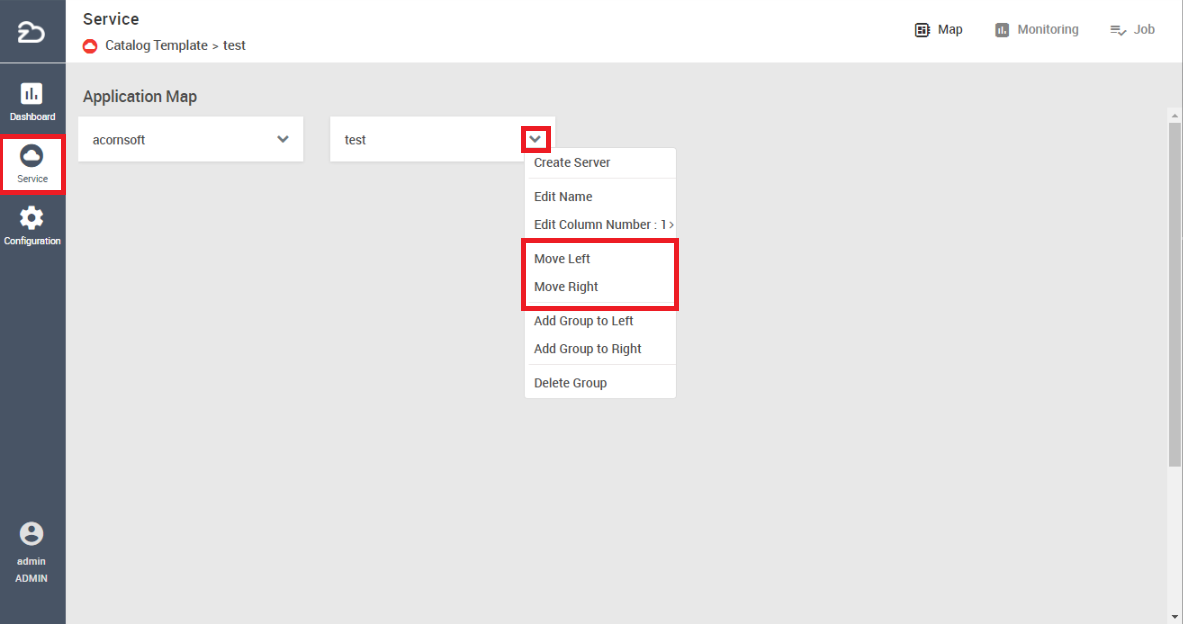 Service
Catalog Template > test
Map
Monitoring
Job
Dashboard
Service
Configuration
admin
ADMIN
Application Map
acornsoft
test
Create Server
Edit Name
Edit Column Number : 1 >
Move Left
Move Right
Add Group to Left
Add Group to Right
Delete Group